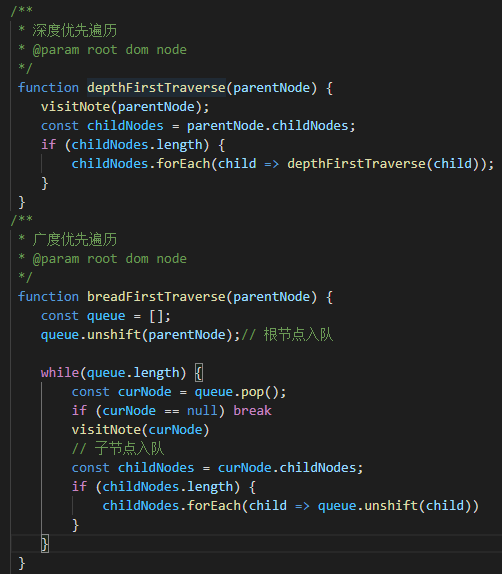 /**
 * 深度优先遍历
 * @param root dom node
 */
function depthFirstTraverse(parentNode) {
    visitNote(parentNode);
    const childNodes = parentNode.childNodes;
    if (childNodes.length) {
        childNodes.forEach(child => depthFirstTraverse(child));
    }
}
/**
 * 广度优先遍历
 * @param root dom node
 */
function breadFirstTraverse(parentNode) {
    const queue = [];
    queue.unshift(parentNode);// 根节点入队

    while(queue.length) {
        const curNode = queue.pop();
        if (curNode == null) break
        visitNote(curNode)
        // 子节点入队
        const childNodes = curNode.childNodes;
        if (childNodes.length) {
            childNodes.forEach(child => queue.unshift(child))
        }
    }
}